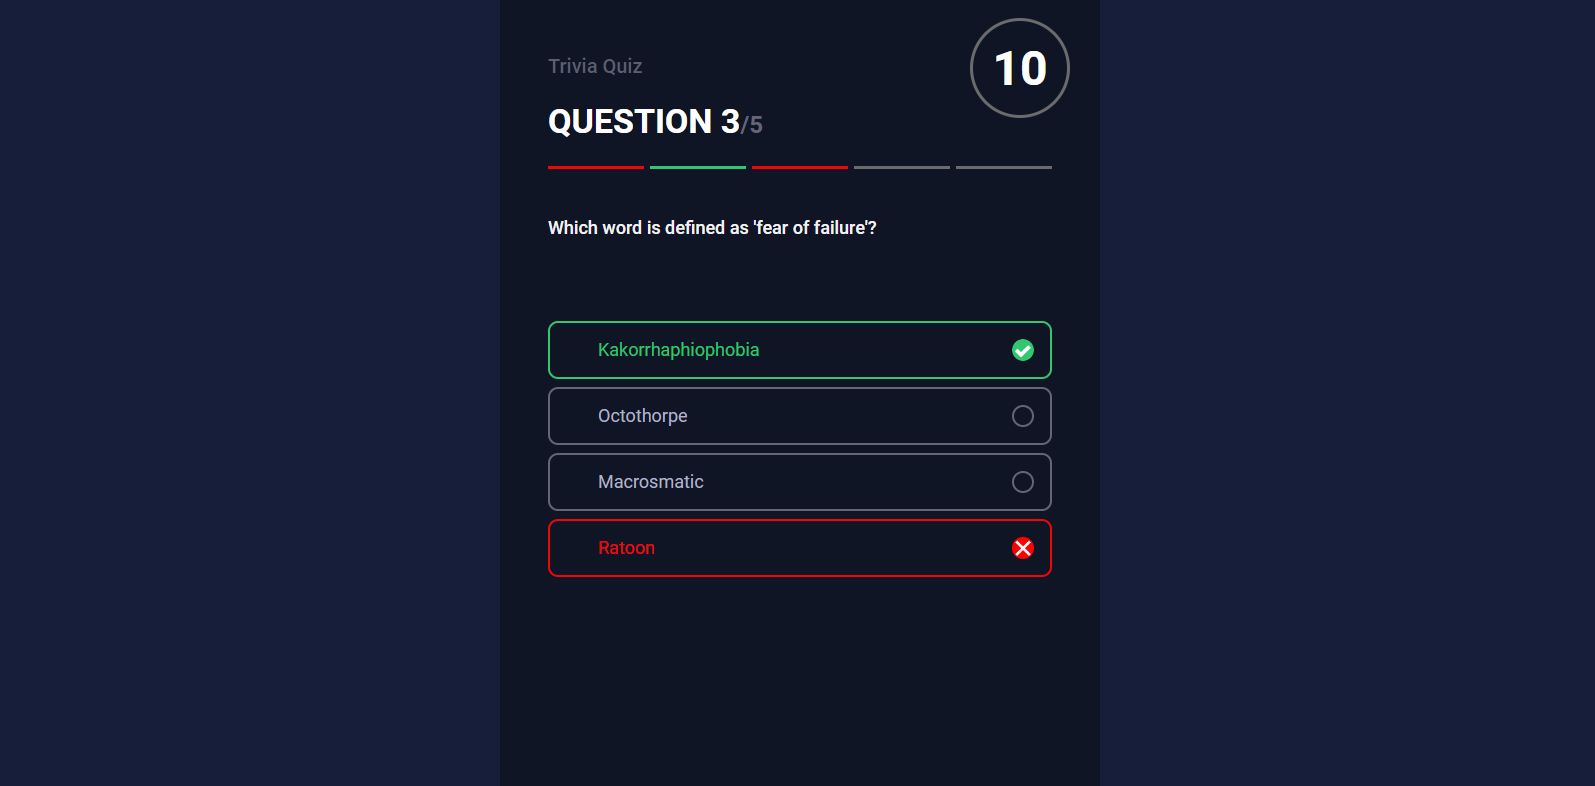 Trivia Quiz
10
QUESTION 3/5
Which word is defined as 'fear of failure'?
Kakorrhaphiophobia
Octothorpe
Macrosmatic
Ratoon